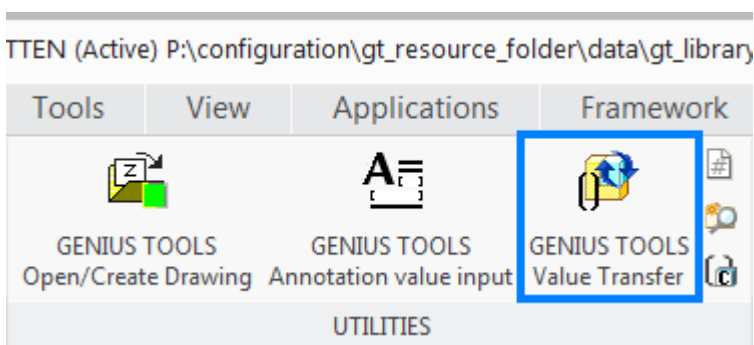 TTEN (Active) P:\configuration\gt_resource_folder\data\gt_library
Tools View Applications Framework
GENIUS TOOLS GENIUS TOOLS GENIUS TOOLS
Open/Create Drawing Annotation value input Value Transfer
UTILITIES